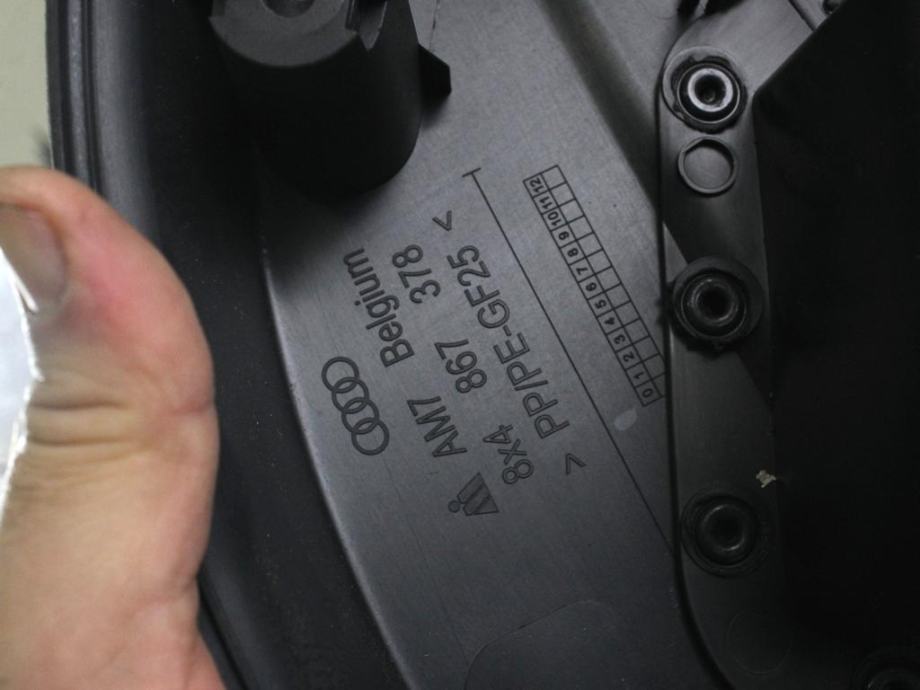 Belgium
AM7 378
8x4 867
> PP/PE-GF25 <
0 1 2 3 4 5 6 7 8 9 10 11 12